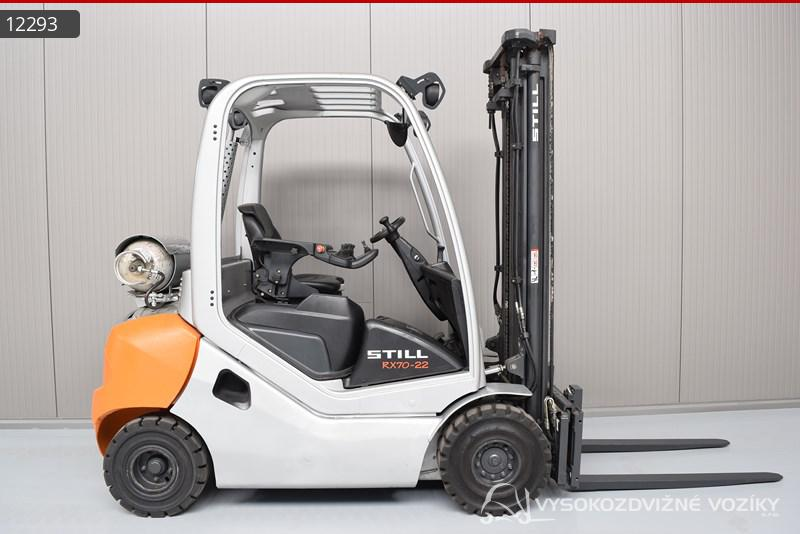 12293
STILL
STILL
RX70-22
VYSOKOZDVIŽNÉ VOZÍKY